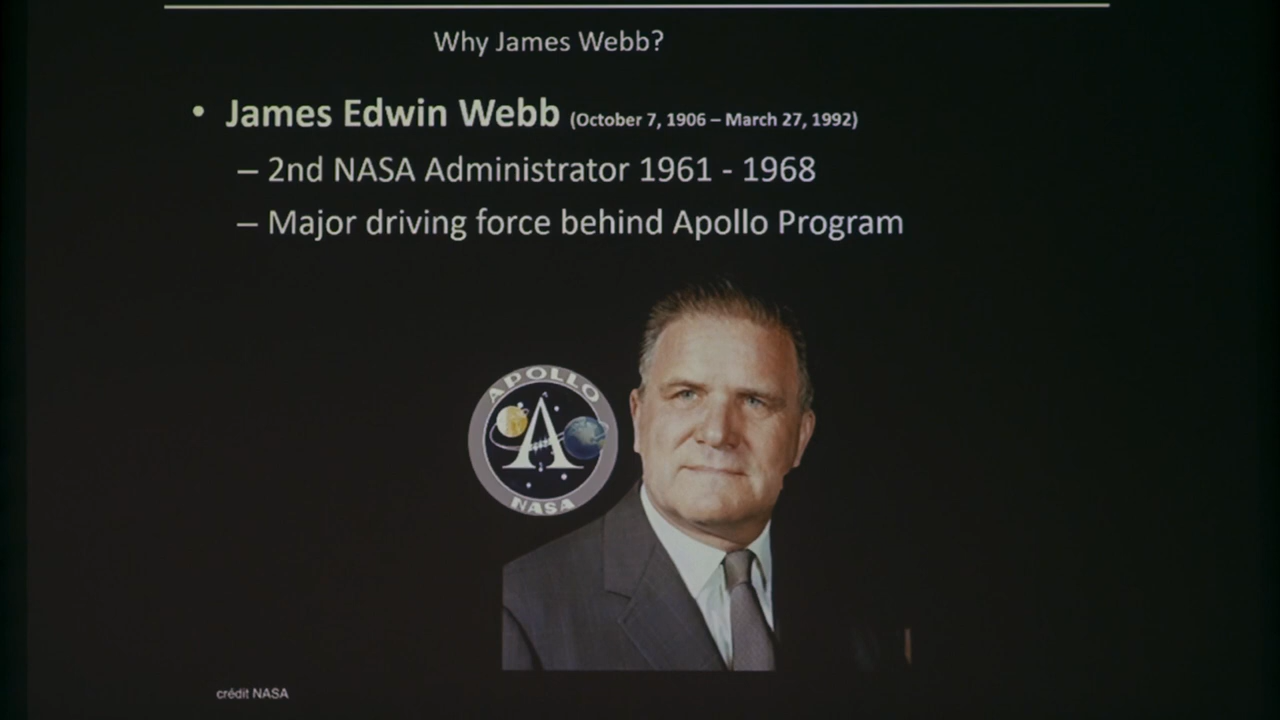 Why James Webb?
• James Edwin Webb (October 7, 1906 – March 27, 1992)
– 2nd NASA Administrator 1961 - 1968
– Major driving force behind Apollo Program
APOLLO
A
NASA
crédit NASA